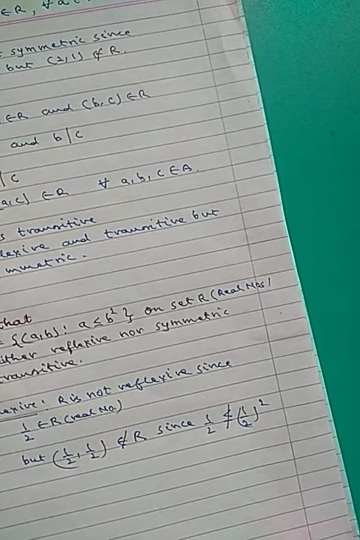 ∈ R, ∀ a
symmetric since
but (2,1) ∉ R.
∈ R and (b,c) ∈ R
and b|c
|c
a,c) ∈ R ∀ a,b,c ∈ A.
s transitive
lexive and transitive but
mmetric.
that
= {(a,b): a ≤ b²} on set R (Real Nos)
ither reflexive nor symmetric
transitive.
lexive: R is not reflexive since
1/2 ∈ R (real No.)
but (1/2, 1/2) ∉ R since 1/2 ≰ (1/2)²